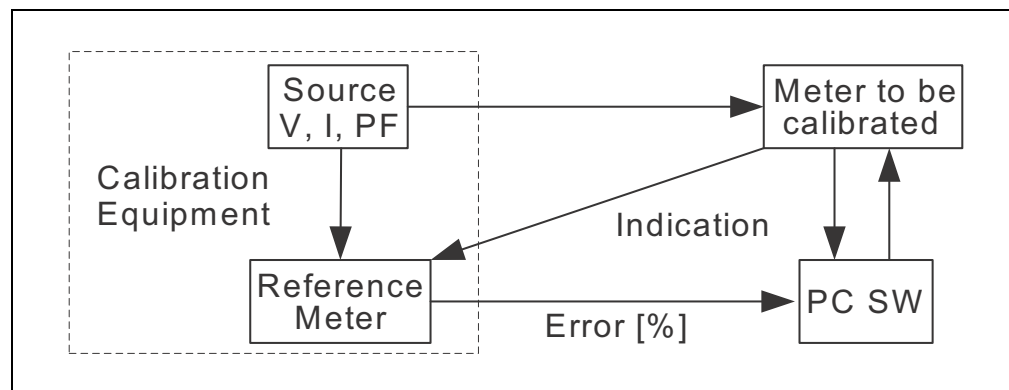 Source
V, I, PF
Meter to be
calibrated
Calibration
Equipment
Indication
Reference
Meter
Error [%]
PC SW